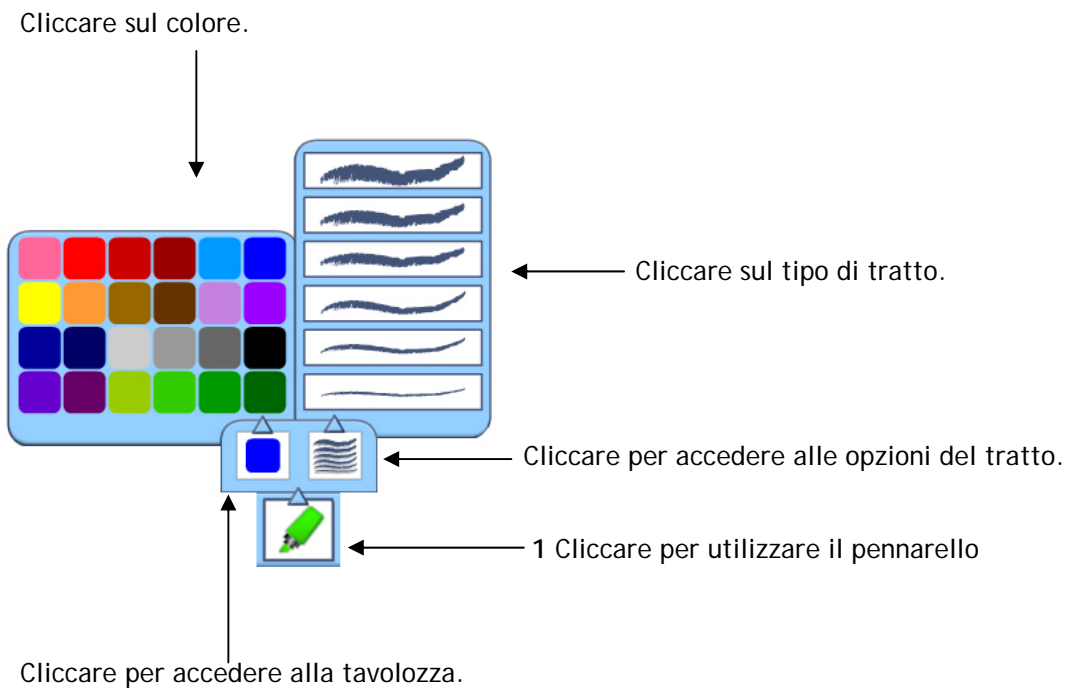 Cliccare sul colore.
Cliccare sul tipo di tratto.
Cliccare per accedere alle opzioni del tratto.
1 Cliccare per utilizzare il pennarello
Cliccare per accedere alla tavolozza.